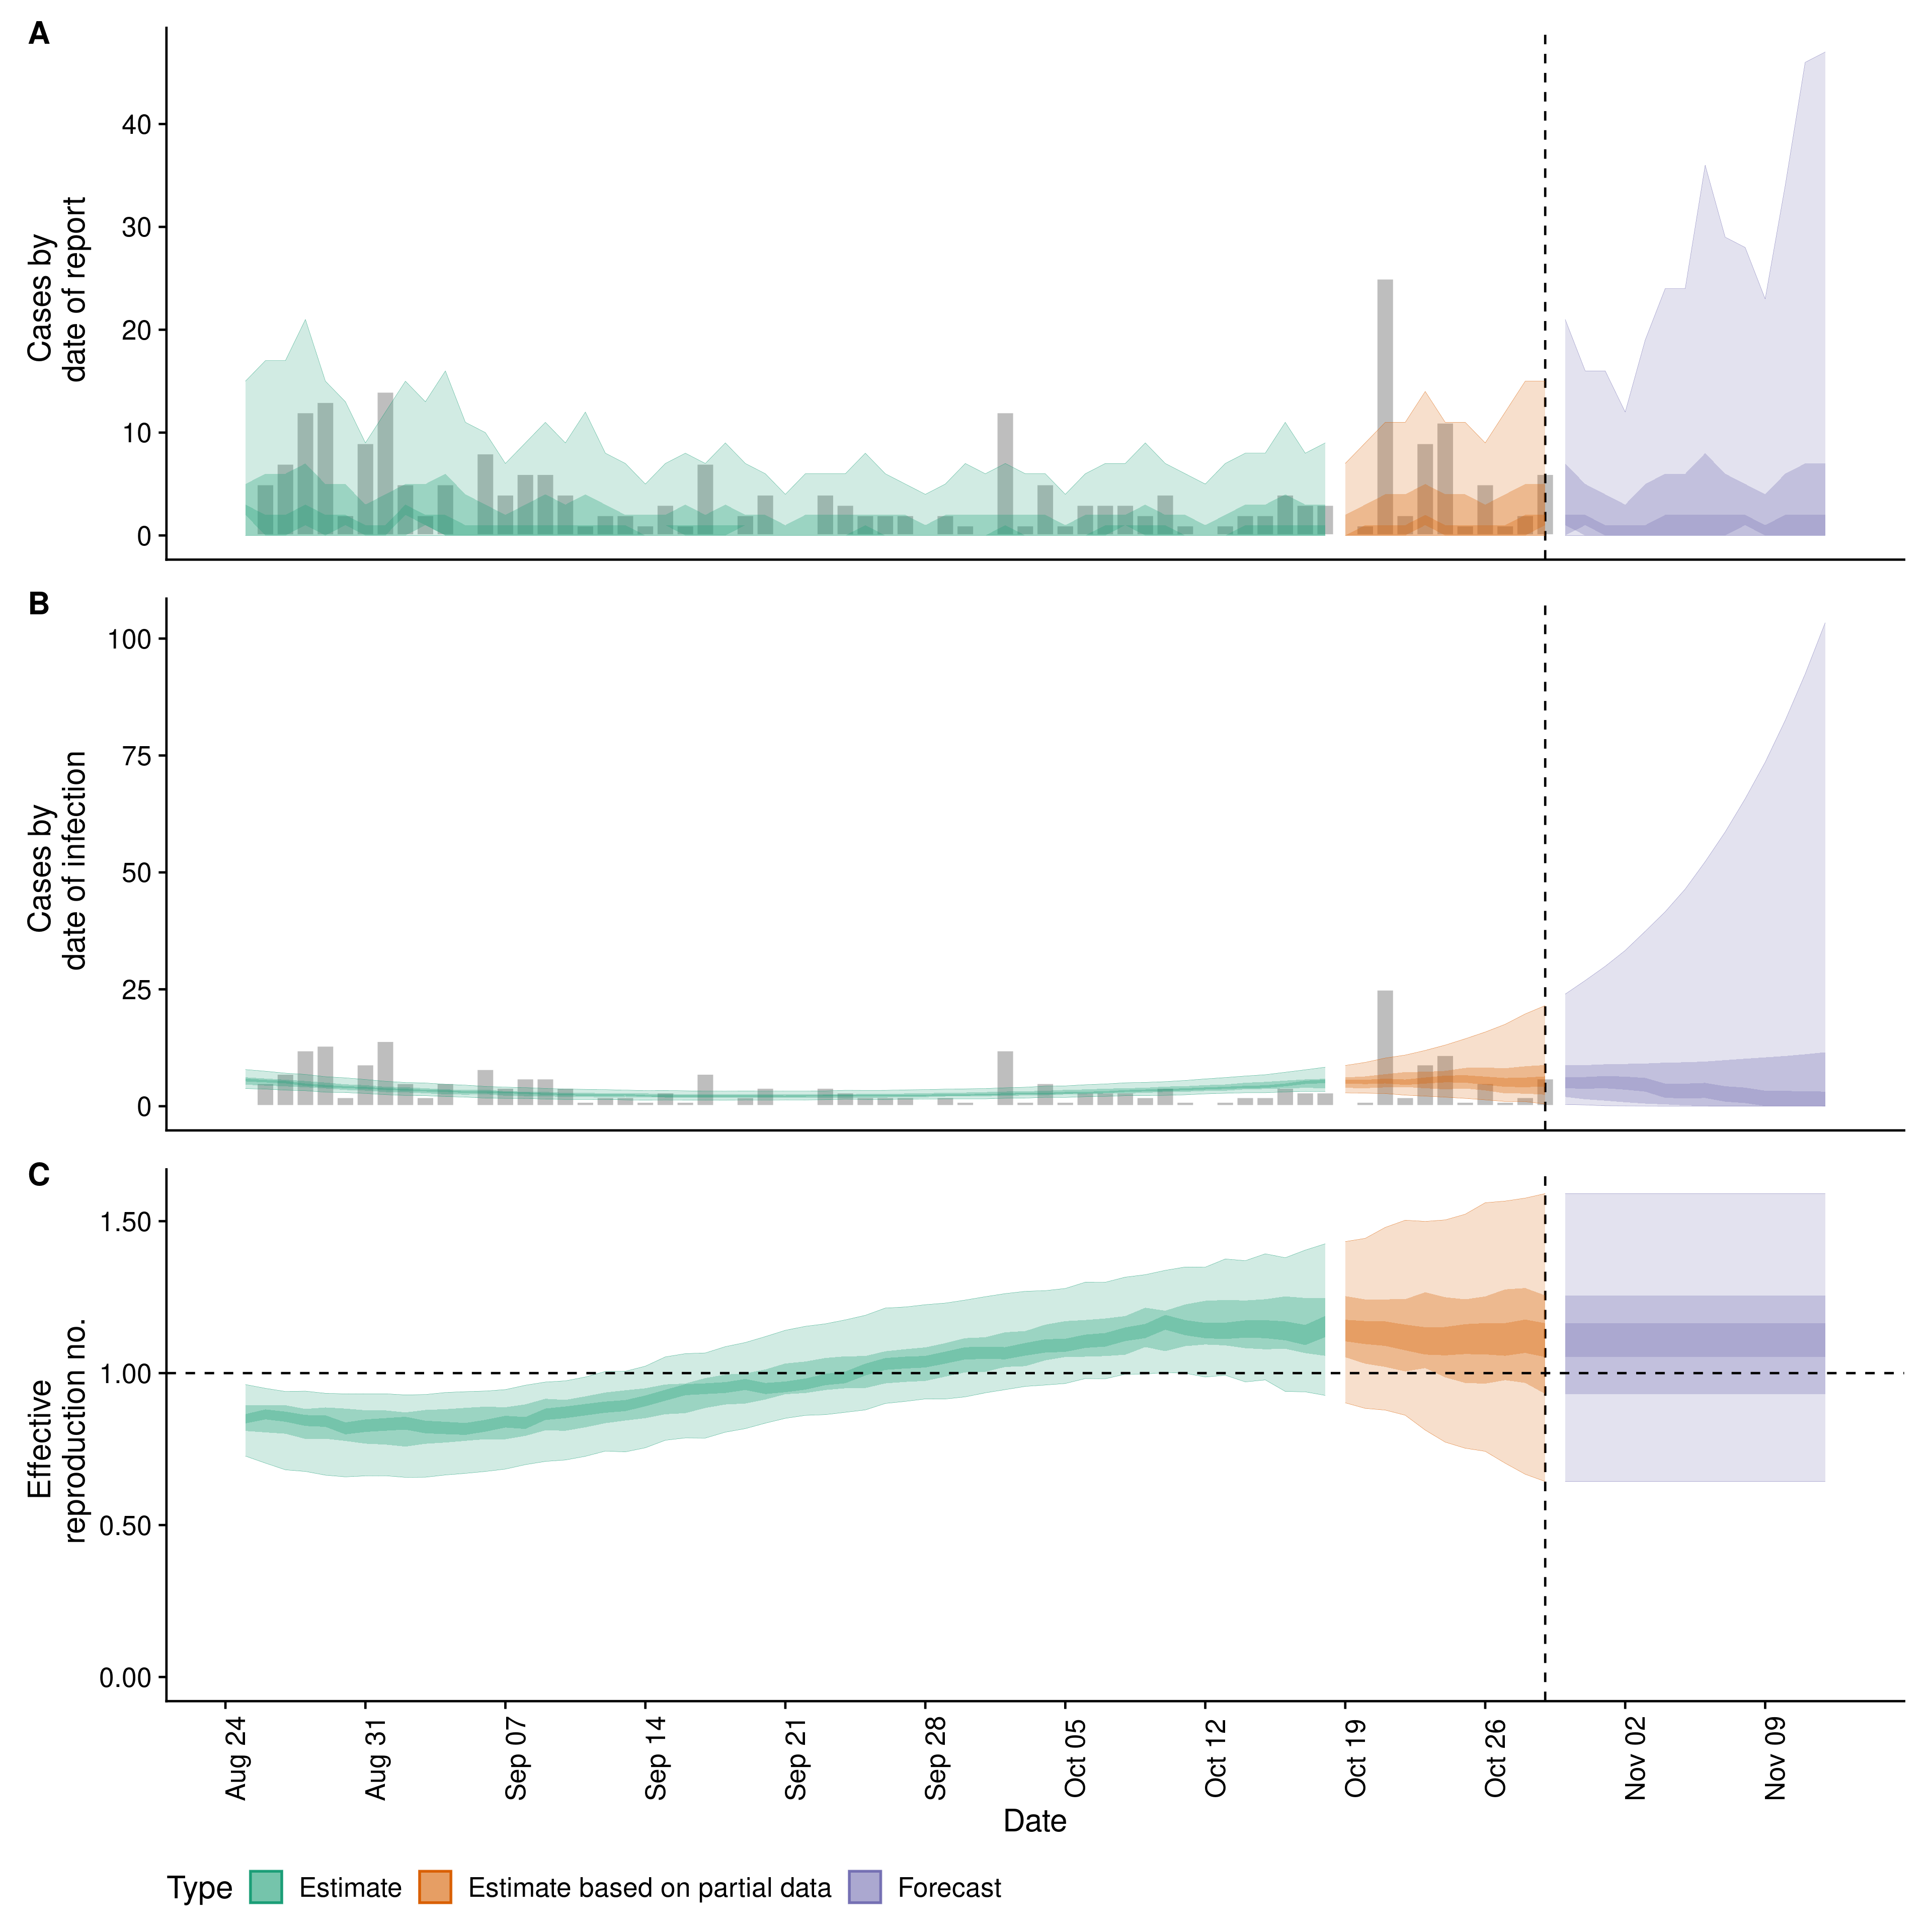 A
Cases by
date of report
40
30
20
10
0
B
Cases by
date of infection
100
75
50
25
0
C
Effective
reproduction no.
1.50
1.00
0.50
0.00
Aug 24
Aug 31
Sep 07
Sep 14
Sep 21
Sep 28
Oct 05
Oct 12
Oct 19
Oct 26
Nov 02
Nov 09
Date
Type Estimate Estimate based on partial data Forecast